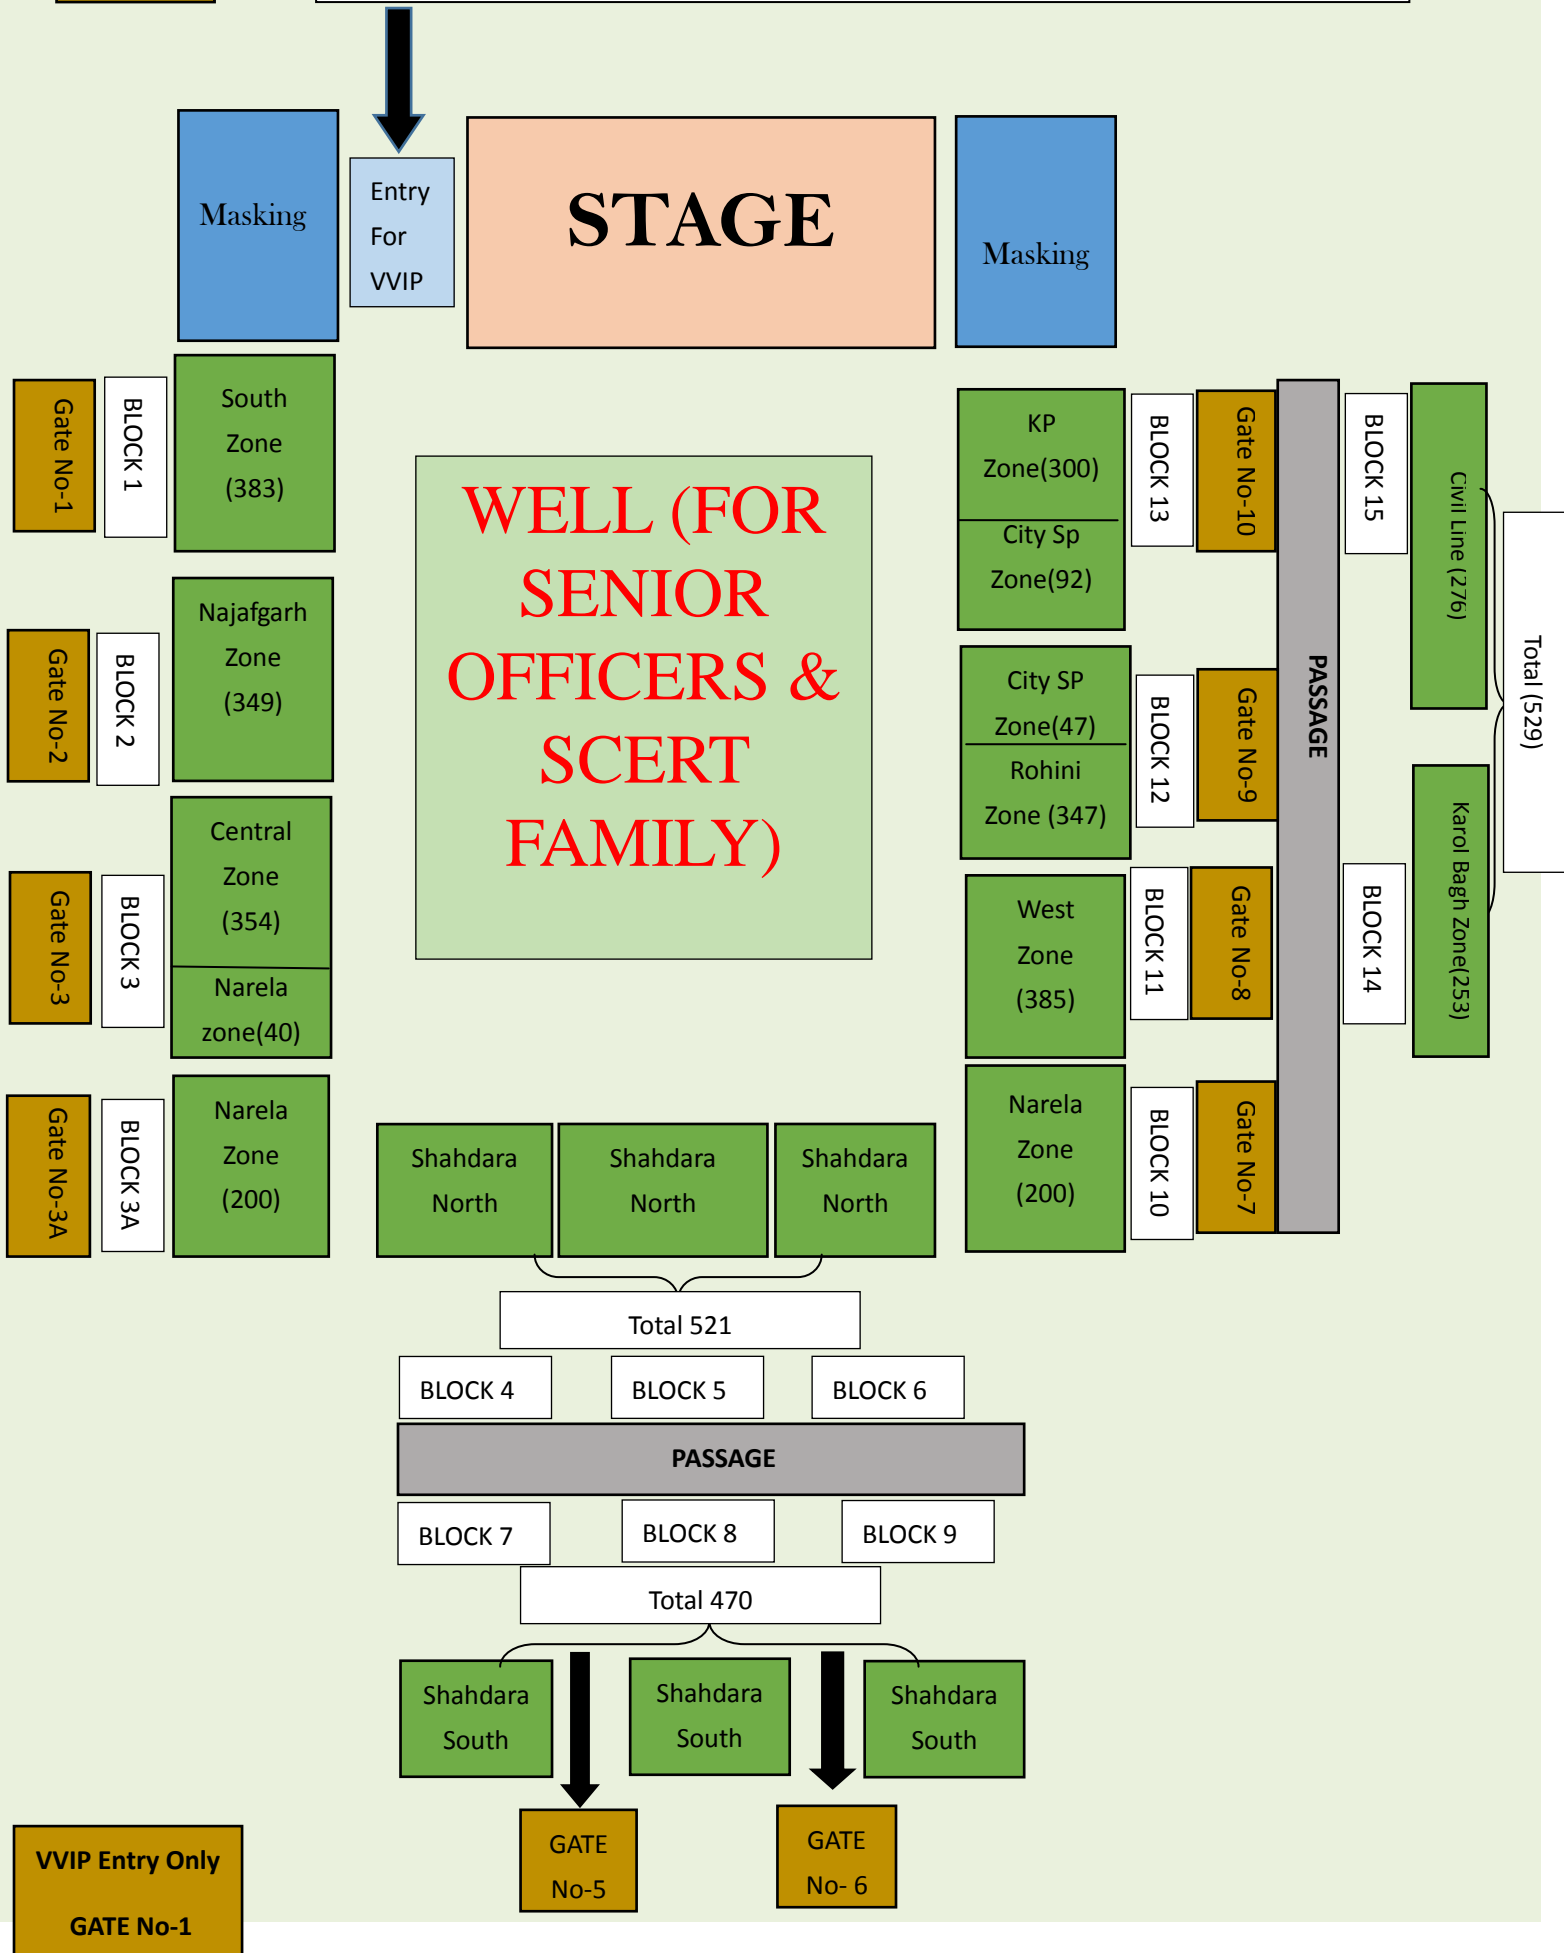 Entry
For
VVIP
Masking
STAGE
Masking
Gate No-1
BLOCK 1
South
Zone
(383)
Gate No-2
BLOCK 2
Najafgarh
Zone
(349)
Gate No-3
BLOCK 3
Central
Zone
(354)
Narela
zone(40)
Gate No-3A
BLOCK 3A
Narela
Zone
(200)
WELL (FOR
SENIOR
OFFICERS &
SCERT
FAMILY)
KP
Zone(300)
City Sp
Zone(92)
BLOCK 13
Gate No-10
City SP
Zone(47)
Rohini
Zone (347)
BLOCK 12
Gate No-9
West
Zone
(385)
BLOCK 11
Gate No-8
Narela
Zone
(200)
BLOCK 10
Gate No-7
PASSAGE
BLOCK 15
Civil Line (276)
BLOCK 14
Karol Bagh Zone(253)
Total (529)
Shahdara
North
Shahdara
North
Shahdara
North
Total 521
BLOCK 4
BLOCK 5
BLOCK 6
PASSAGE
BLOCK 7
BLOCK 8
BLOCK 9
Total 470
Shahdara
South
Shahdara
South
Shahdara
South
GATE
No-5
GATE
No- 6
VVIP Entry Only
GATE No-1